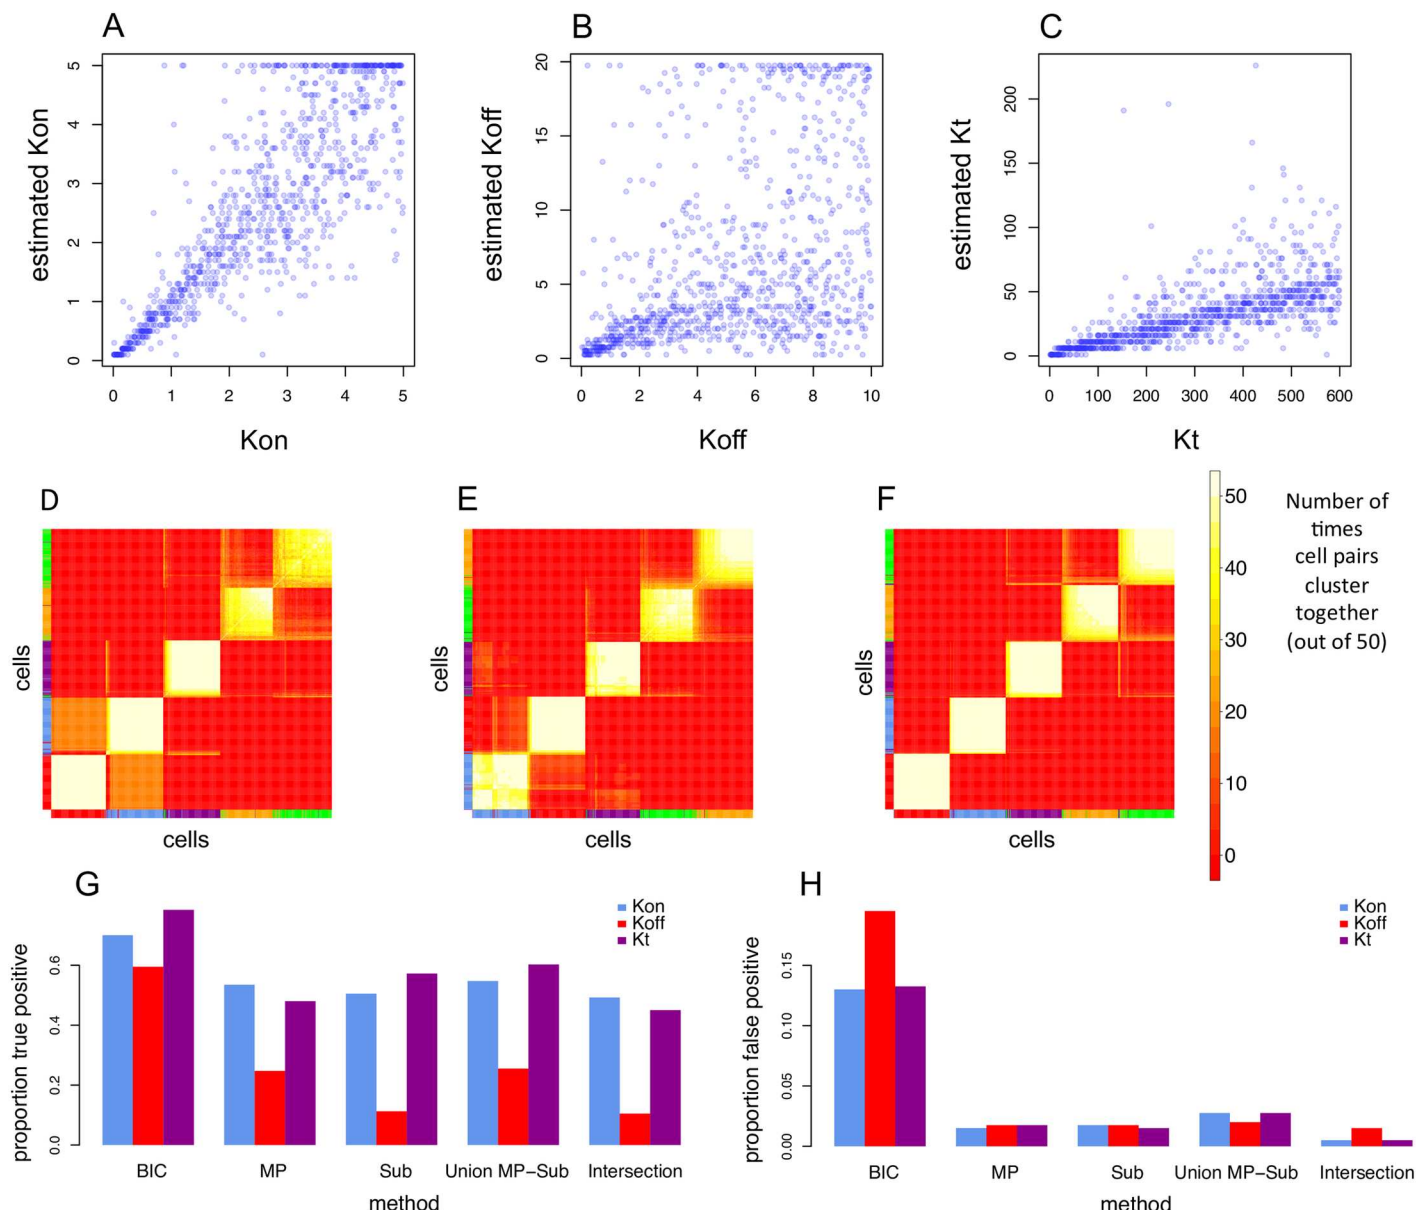 A
B
C
estimated Kon
5
4
3
2
1
0
0 1 2 3 4 5
Kon
estimated Koff
20
15
10
5
0
0 2 4 6 8 10
Koff
estimated Kt
200
150
100
50
0
0 100 200 300 400 500 600
Kt
D
E
F
cells
cells
cells
cells
cells
cells
50
40
30
20
10
0
Number of
times
cell pairs
cluster
together
(out of 50)
G
proportion true positive
0.6
0.4
0.2
0.0
Kon
Koff
Kt
BIC MP Sub Union MP−Sub Intersection
method
H
proportion false positive
0.15
0.10
0.05
0.00
Kon
Koff
Kt
BIC MP Sub Union MP−Sub Intersection
method